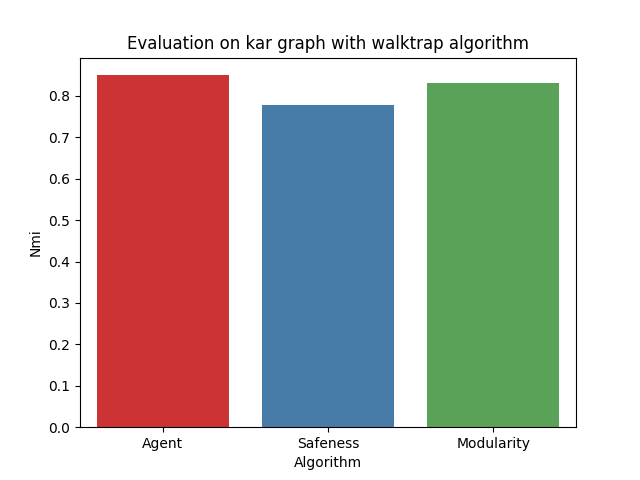 Evaluation on kar graph with walktrap algorithm
Nmi
0.8
0.7
0.6
0.5
0.4
0.3
0.2
0.1
0.0
Agent
Safeness
Modularity
Algorithm